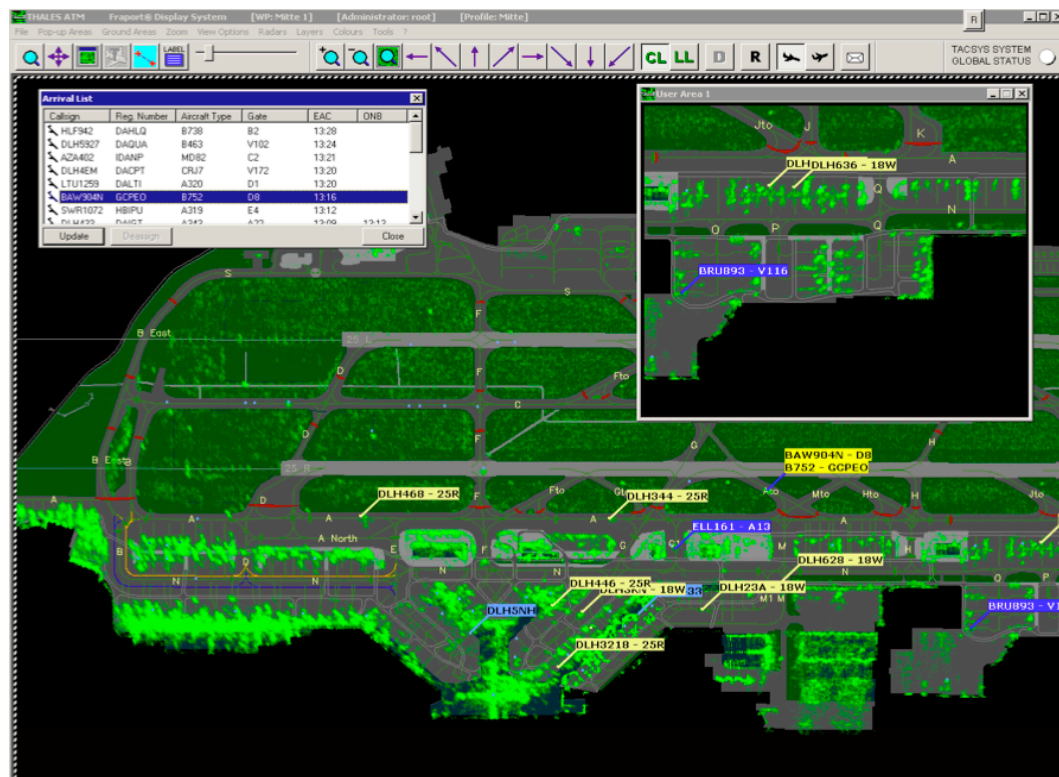 THALES ATM Fraport® Display System [WP: Mitte 1] [Administrator: root] [Profile: Mitte]
R
File Pop-up Areas Ground Areas Zoom View Options Radars Layers Colours Tools ?
LABEL
CL LL D R
TACSYS SYSTEM
GLOBAL STATUS
Arrival List
Callsign Reg. Number Aircraft Type Gate EAC ONB
HLF942 DAHLQ B738 B2 13:28
DLH5927 DAQUA B463 V102 13:24
AZA402 IDANP MD82 C2 13:21
DLH4EM DACPT CRJ7 V172 13:20
LTU1259 DALTI A320 D1 13:20
BAW904N GCPEO B752 D8 13:16
SWR1072 HBIPU A319 E4 13:12
Update Deassign Close
User Area 1
Jto J K
A
DLH DLH636 - 18W
Q
N
Q P Q
BRU893 - V116
S
S
F
B East
25 L
D
F
Fto
C
F
G
H
B East
25 R
BAW904N - D8
B752 - GCPEO
D
F
Fto
Ato Mto Hto H
Jto
DLH468 - 25R
DLH344 - 25R
A
A
A
A
A
ELL161 - A13
A North
B
D
E
F
G
M
H
N
N
N
N
N
DLH628 - 18W
DLH446 - 25R
DLH23A - 18W
Q
P
M1 M
DLH5NH
BRU893 - V1
DLH3218 - 25R